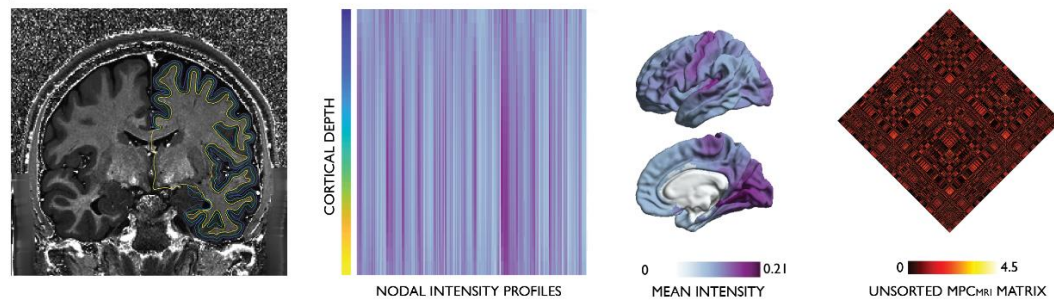 CORTICAL DEPTH
NODAL INTENSITY PROFILES
0
0.21
MEAN INTENSITY
0
4.5
UNSORTED MPCMRI MATRIX